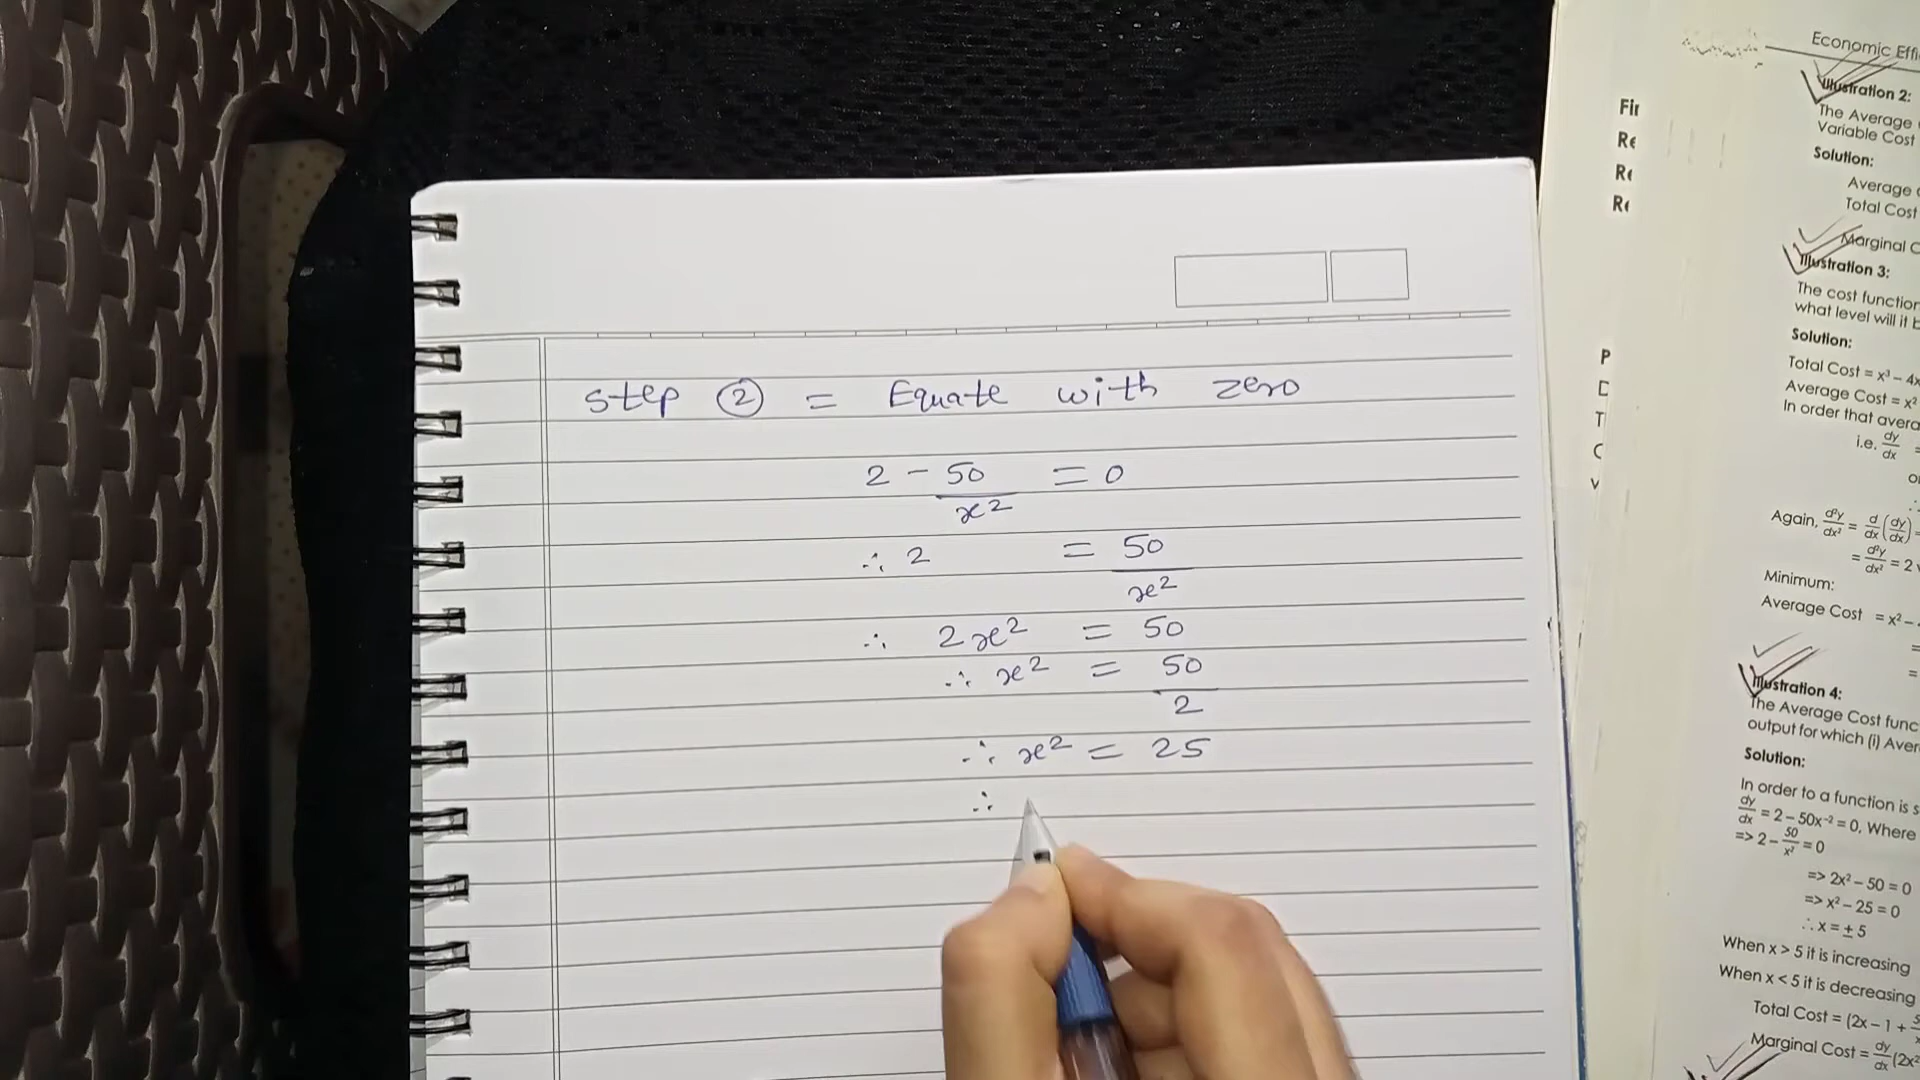 step ② = Equate with zero
2 - 50/x² = 0
∴ 2 = 50/x²
∴ 2x² = 50
∴ x² = 50/2
∴ x² = 25
∴
Economic Effi
Illustration 2:
The Average
Variable Cost
Solution:
Average
Total Cost
Marginal C
Illustration 3:
The cost function
what level will it b
Solution:
Total Cost = x³ – 4x
Average Cost = x²
In order that avera
i.e. dy/dx =
Again, d²y/dx² = d/dx (dy/dx) =
= d²y/dx² = 2
Minimum:
Average Cost = x² –
=
=
Illustration 4:
The Average Cost func
output for which (i) Aver
Solution:
In order to a function is s
dy/dx = 2 – 50x⁻² = 0, Where
=> 2 – 50/x² = 0
=> 2x² – 50 = 0
=> x² – 25 = 0
∴ x = ± 5
When x > 5 it is increasing
When x < 5 it is decreasing
Total Cost = (2x – 1 +
Marginal Cost = dy/dx (2x²
Fir
Re
P
D
T
C
v